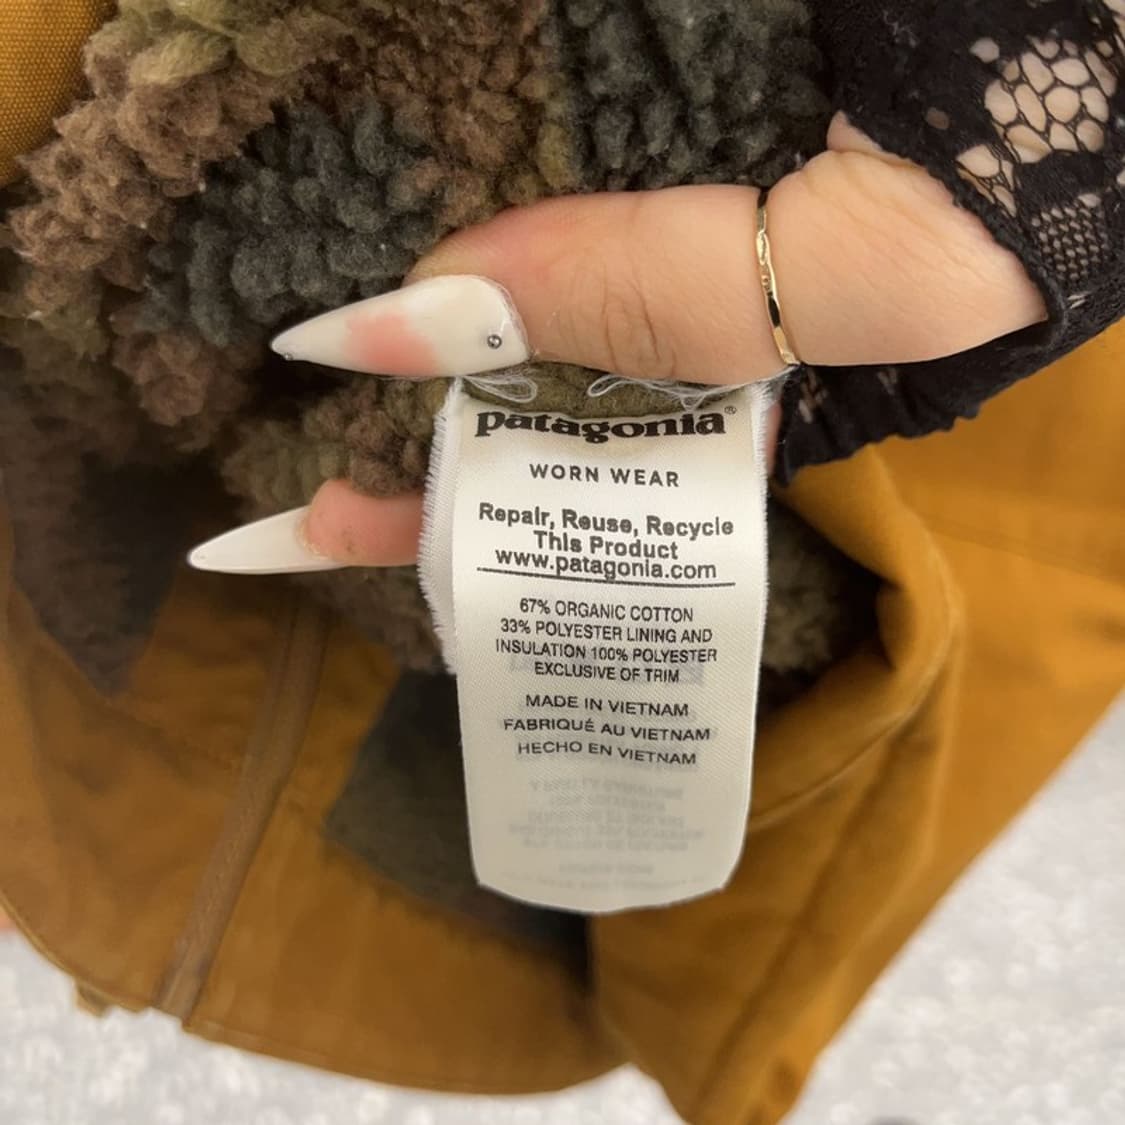 patagonia®
WORN WEAR
Repair, Reuse, Recycle
This Product
www.patagonia.com
67% ORGANIC COTTON
33% POLYESTER LINING AND
INSULATION 100% POLYESTER
EXCLUSIVE OF TRIM
MADE IN VIETNAM
FABRIQUÉ AU VIETNAM
HECHO EN VIETNAM